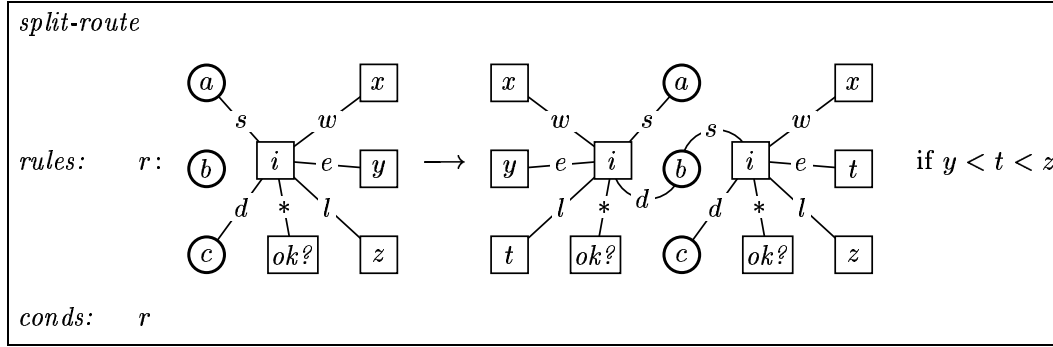 split-route
a x x a x
s w w s s w
rules: r: b i e y → y e i d b i e t if y < t < z
d * l l * d * l
c ok? z t ok? c ok? z
conds: r